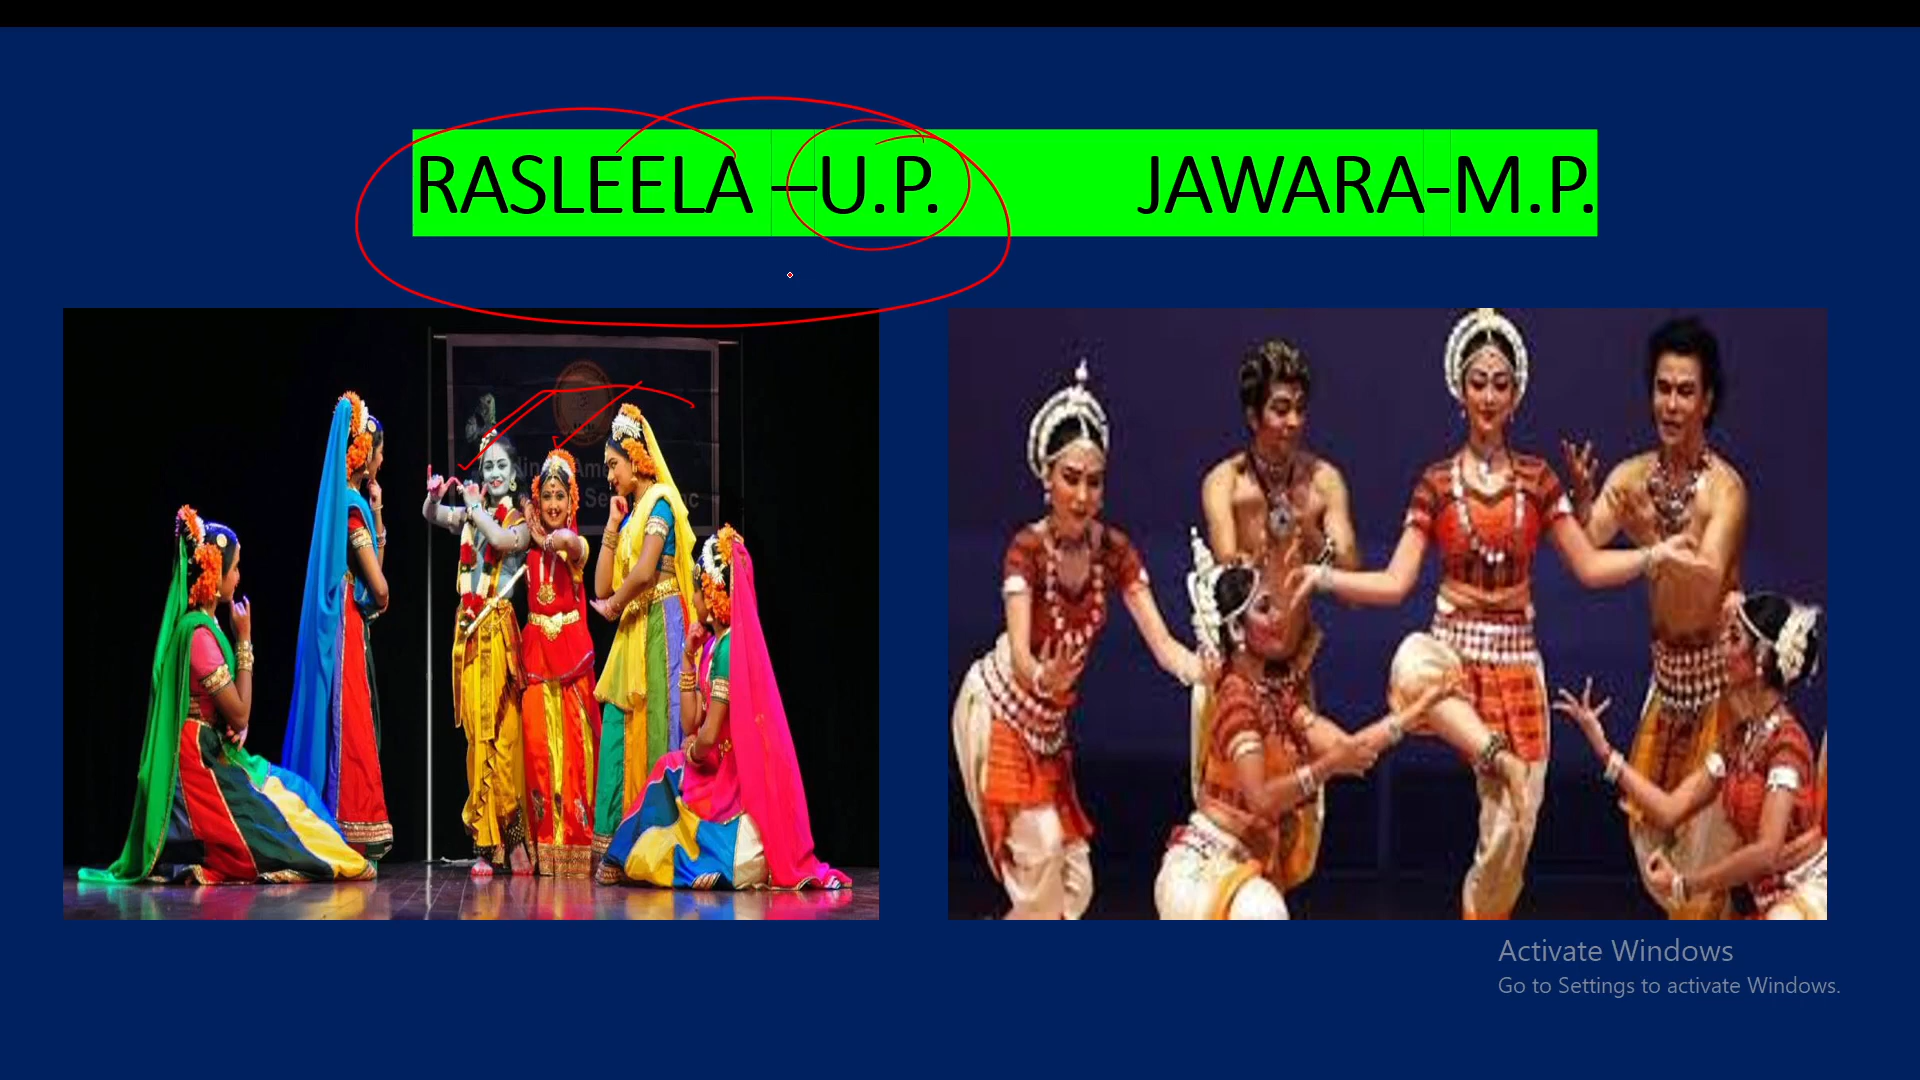 RASLEELA –U.P. JAWARA-M.P.
Activate Windows
Go to Settings to activate Windows.